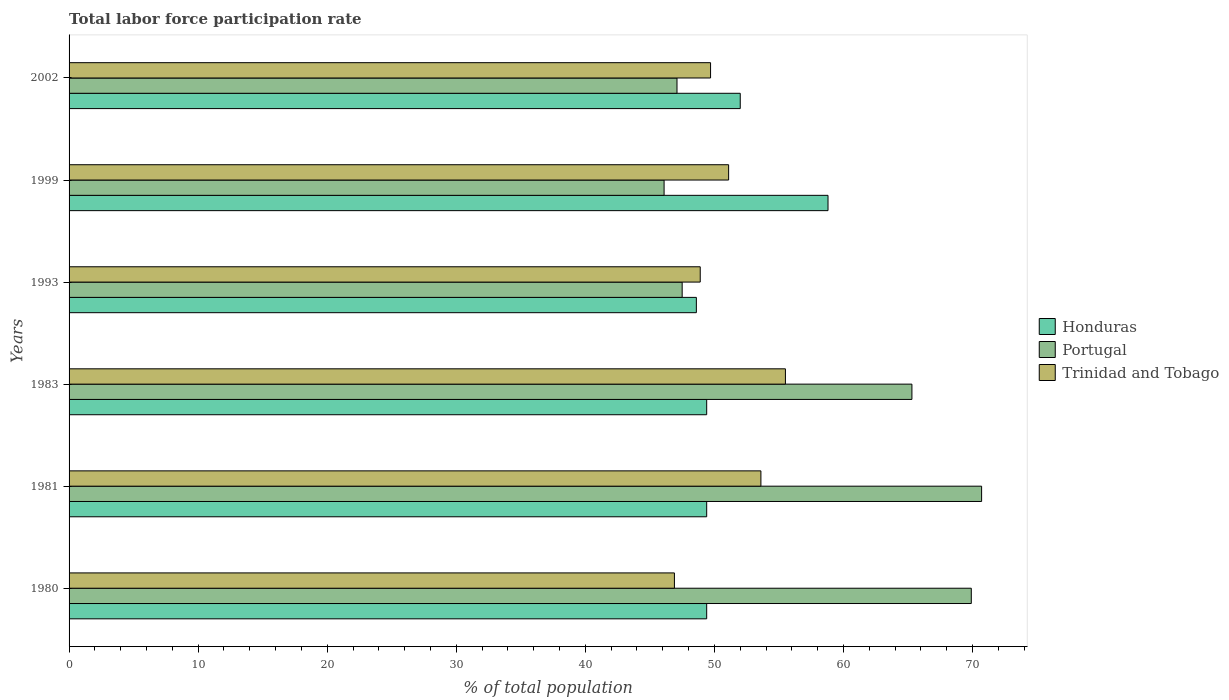 Total labor force participation rate
Years
2002
1999
1993
1983
1981
1980
0
10
20
30
40
50
60
70
% of total population
Honduras
Portugal
Trinidad and Tobago